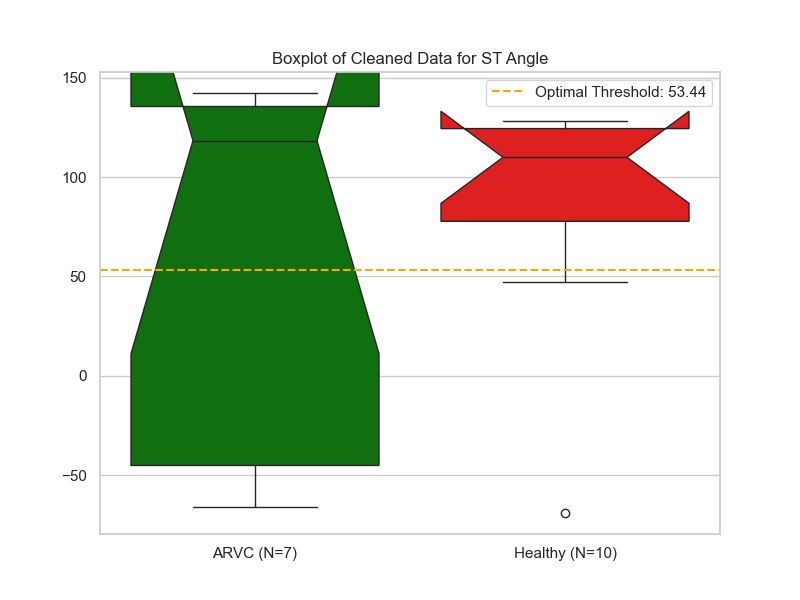 Boxplot of Cleaned Data for ST Angle
Optimal Threshold: 53.44
150
100
50
0
−50
ARVC (N=7)
Healthy (N=10)